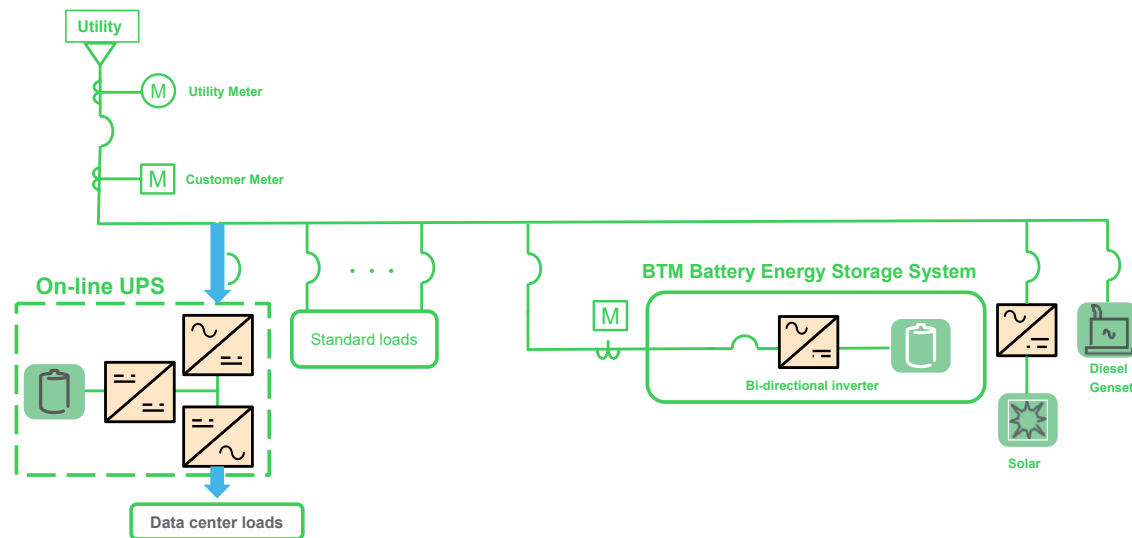 Utility
M
Utility Meter
M
Customer Meter
On-line UPS
. . .
Standard loads
BTM Battery Energy Storage System
M
Bi-directional inverter
Diesel
Genset
Solar
Data center loads